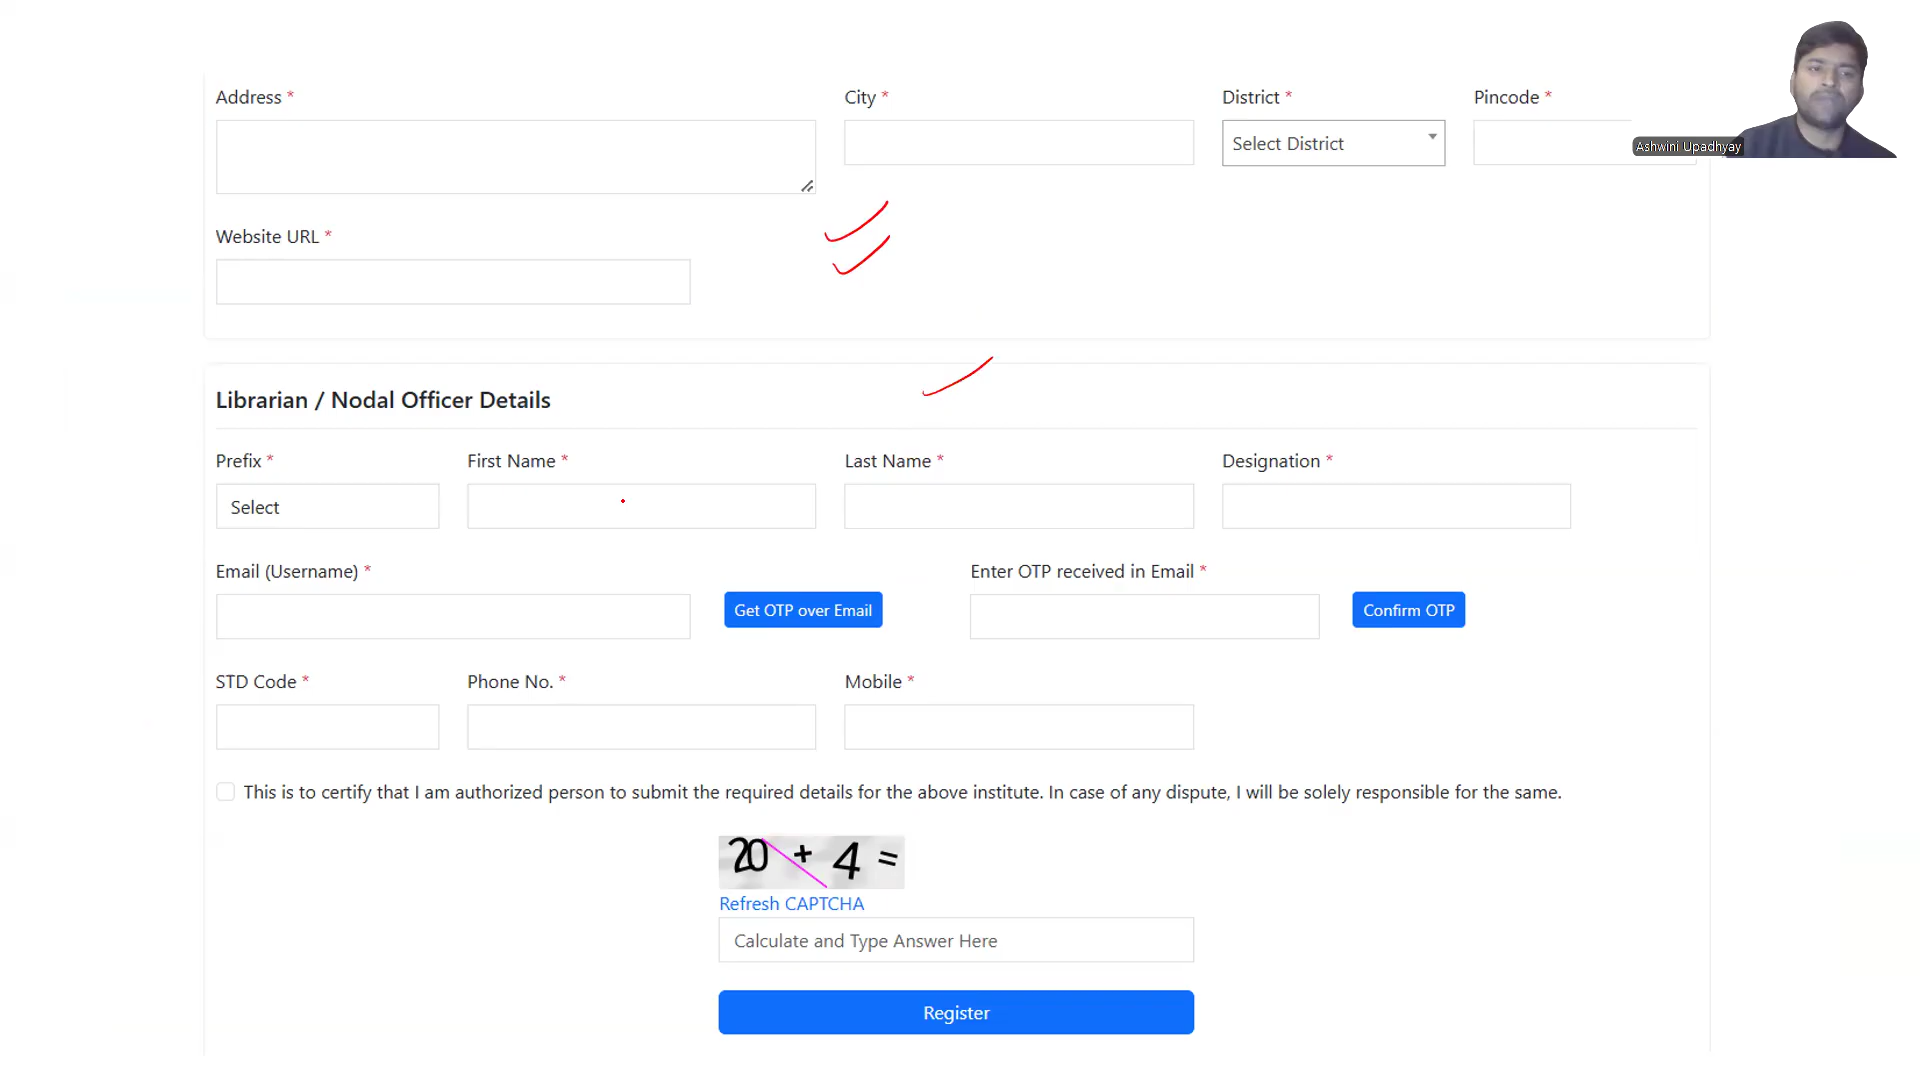 Address *
City *
District *
Pincode *
Select District
Ashwini Upadhyay
Website URL *
Librarian / Nodal Officer Details
Prefix *
First Name *
Last Name *
Designation *
Select
Email (Username) *
Get OTP over Email
Enter OTP received in Email *
Confirm OTP
STD Code *
Phone No. *
Mobile *
This is to certify that I am authorized person to submit the required details for the above institute. In case of any dispute, I will be solely responsible for the same.
20 + 4 =
Refresh CAPTCHA
Calculate and Type Answer Here
Register